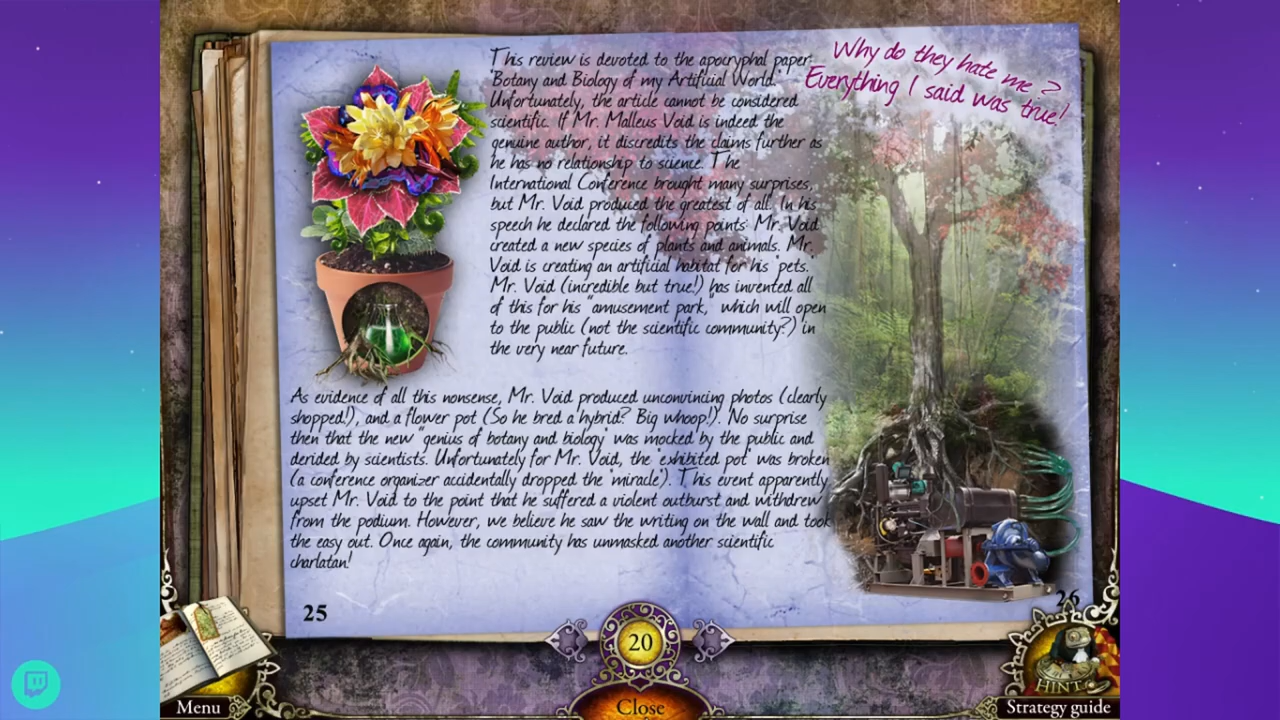 This review is devoted to the apocryphal paper
"Botany and Biology of my Artificial World."
Unfortunately, the article cannot be considered
scientific. If Mr. Malleus Void is indeed the
genuine author, it discredits the claims further as
he has no relationship to science. The
International Conference brought many surprises,
but Mr. Void produced the greatest of all. In his
speech he declared the following points: Mr. Void
created a new species of plants and animals. Mr.
Void is creating an artificial habitat for his "pets."
Mr. Void (incredible but true!) has invented all
of this for his "amusement park," which will open
to the public (not the scientific community?) in
the very near future.
Why do they hate me?
Everything I said was true!
As evidence of all this nonsense, Mr. Void produced unconvincing photos (clearly
shopped!), and a flower pot (So he bred a hybrid? Big whoop!). No surprise
then that the new "genius of botany and biology" was mocked by the public and
derided by scientists. Unfortunately for Mr. Void, the "exhibited pot" was broken
(a conference organizer accidentally dropped the "miracle"). This event apparently
upset Mr. Void to the point that he suffered a violent outburst and withdrew
from the podium. However, we believe he saw the writing on the wall and took
the easy out. Once again, the community has unmasked another scientific
charlatan!
25
26
20
HINT
Menu
Close
Strategy guide